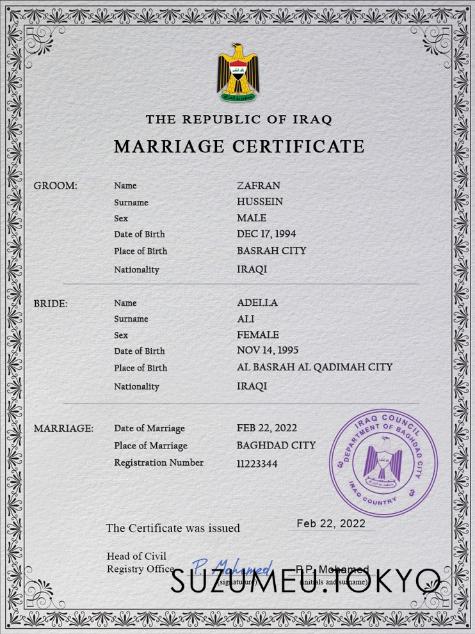 THE REPUBLIC OF IRAQ
MARRIAGE CERTIFICATE
GROOM: Name ZAFRAN
Surname HUSSEIN
Sex MALE
Date of Birth DEC 17, 1994
Place of Birth BASRAH CITY
Nationality IRAQI
BRIDE: Name ADELLA
Surname ALI
Sex FEMALE
Date of Birth NOV 14, 1995
Place of Birth AL BASRAH AL QADIMAH CITY
Nationality IRAQI
MARRIAGE: Date of Marriage FEB 22, 2022
Place of Marriage BAGHDAD CITY
Registration Number 11223344
IRAQ COUNCIL
DEPARTMENT OF BAGHDAD CITY
IRAQ COUNTRY
The Certificate was issued Feb 22, 2022
Head of Civil
Registry Office P. Mohamed P.P. Mohamed
(signature) (initials and surname)
SUZUMEU.TOKYO